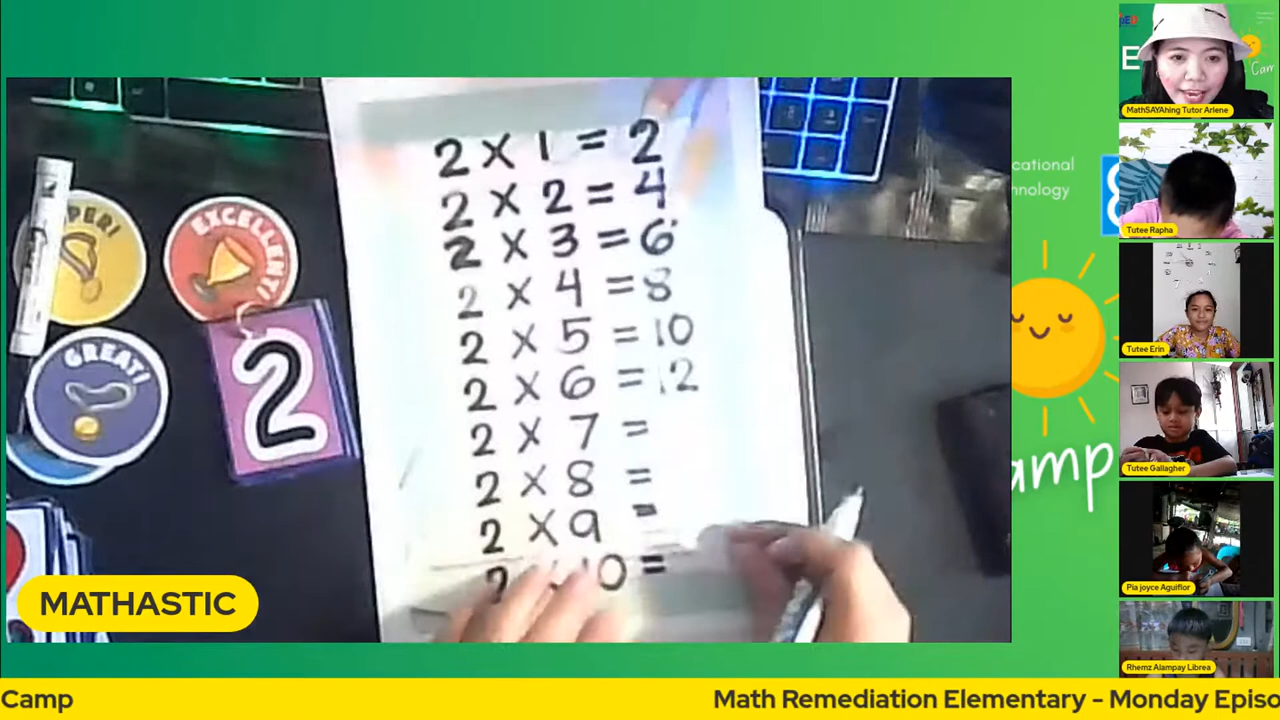 MathSAYAhing Tutor Arlene
Tutee Rapha
Tutee Erin
Tutee Gallagher
Pia joyce Aguiflor
Rhemz Alampay Librea
EXCELLENT!
GREAT!
2
2 X 1 = 2
2 X 2 = 4
2 X 3 = 6
2 X 4 = 8
2 X 5 = 10
2 X 6 = 12
2 X 7 =
2 X 8 =
2 X 9 =
2 10 =
MATHASTIC
Camp
Math Remediation Elementary - Monday Episo